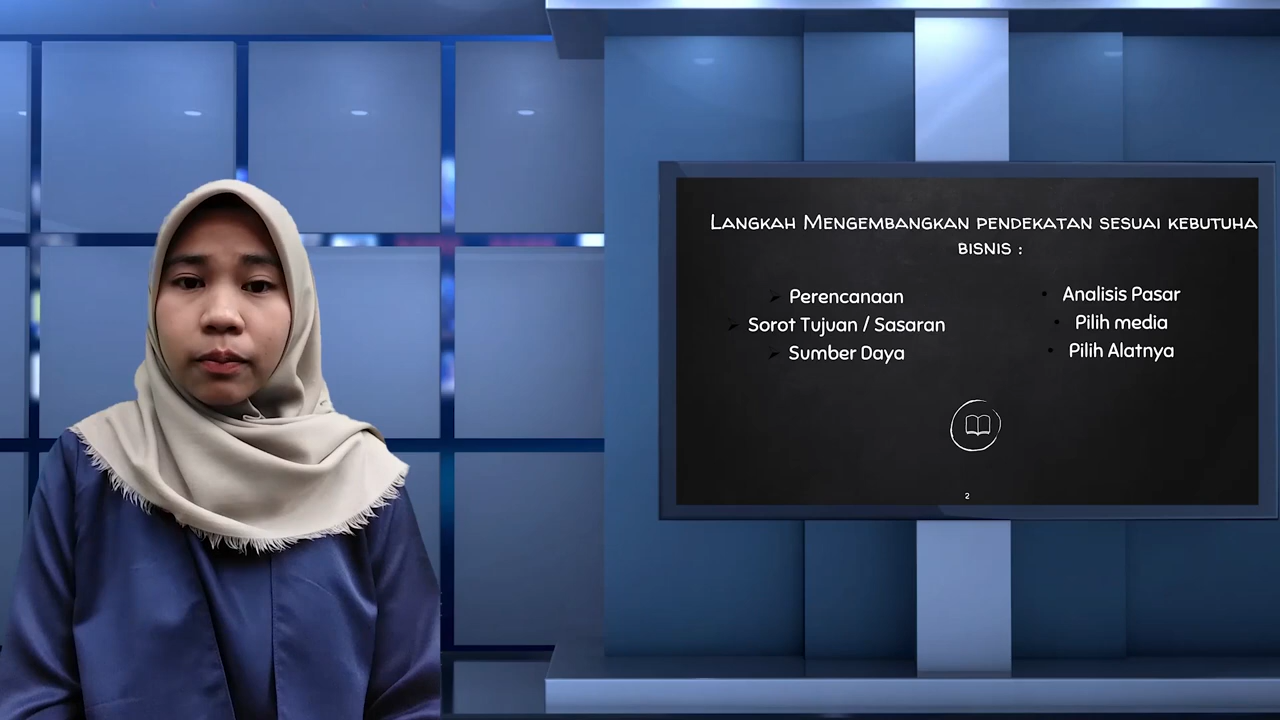 Langkah Mengembangkan pendekatan sesuai kebutuha
bisnis :
Perencanaan
Sorot Tujuan / Sasaran
Sumber Daya
Analisis Pasar
Pilih media
Pilih Alatnya
2